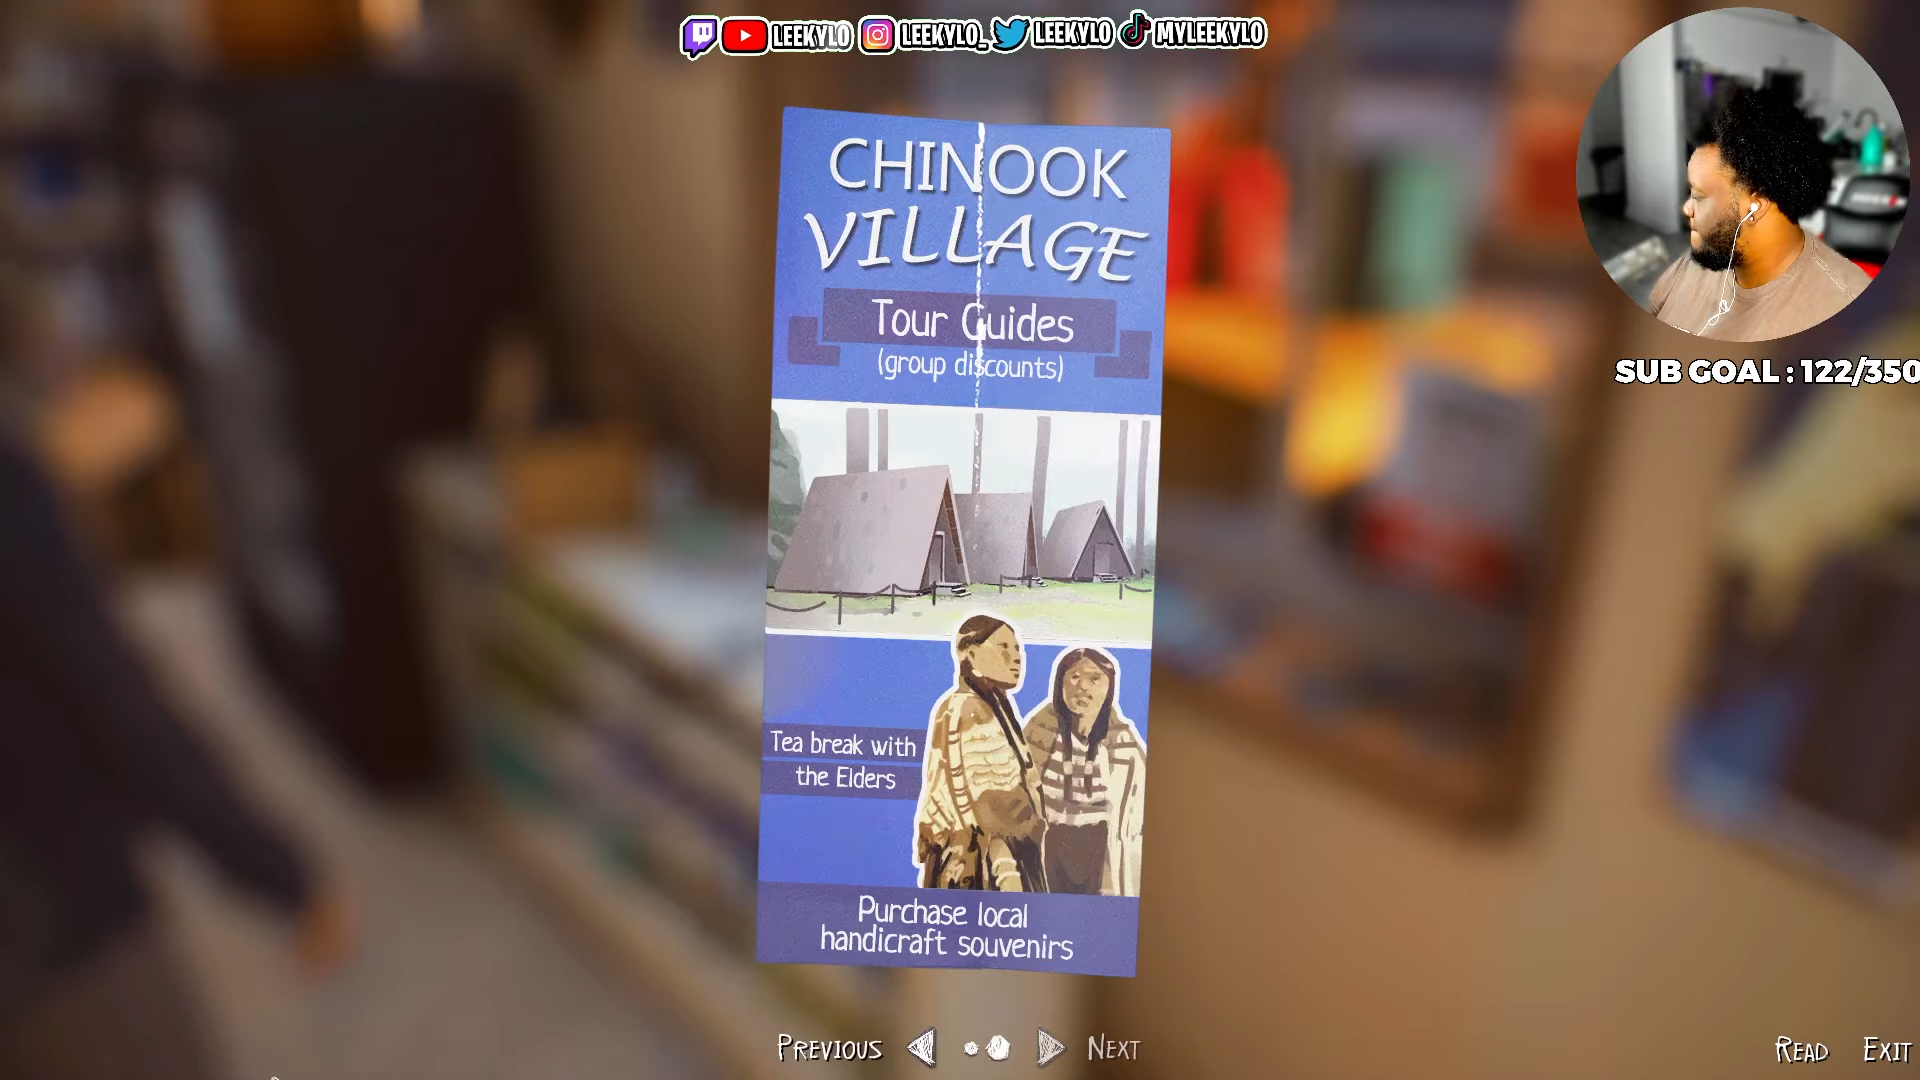 LEEKYLO LEEKYLO_ LEEKYLO MYLEEKYLO
SUB GOAL : 122/350
CHINOOK
VILLAGE
Tour Guides
(group discounts)
Tea break with
the Elders
Purchase local
handicraft souvenirs
PREVIOUS NEXT
READ EXIT